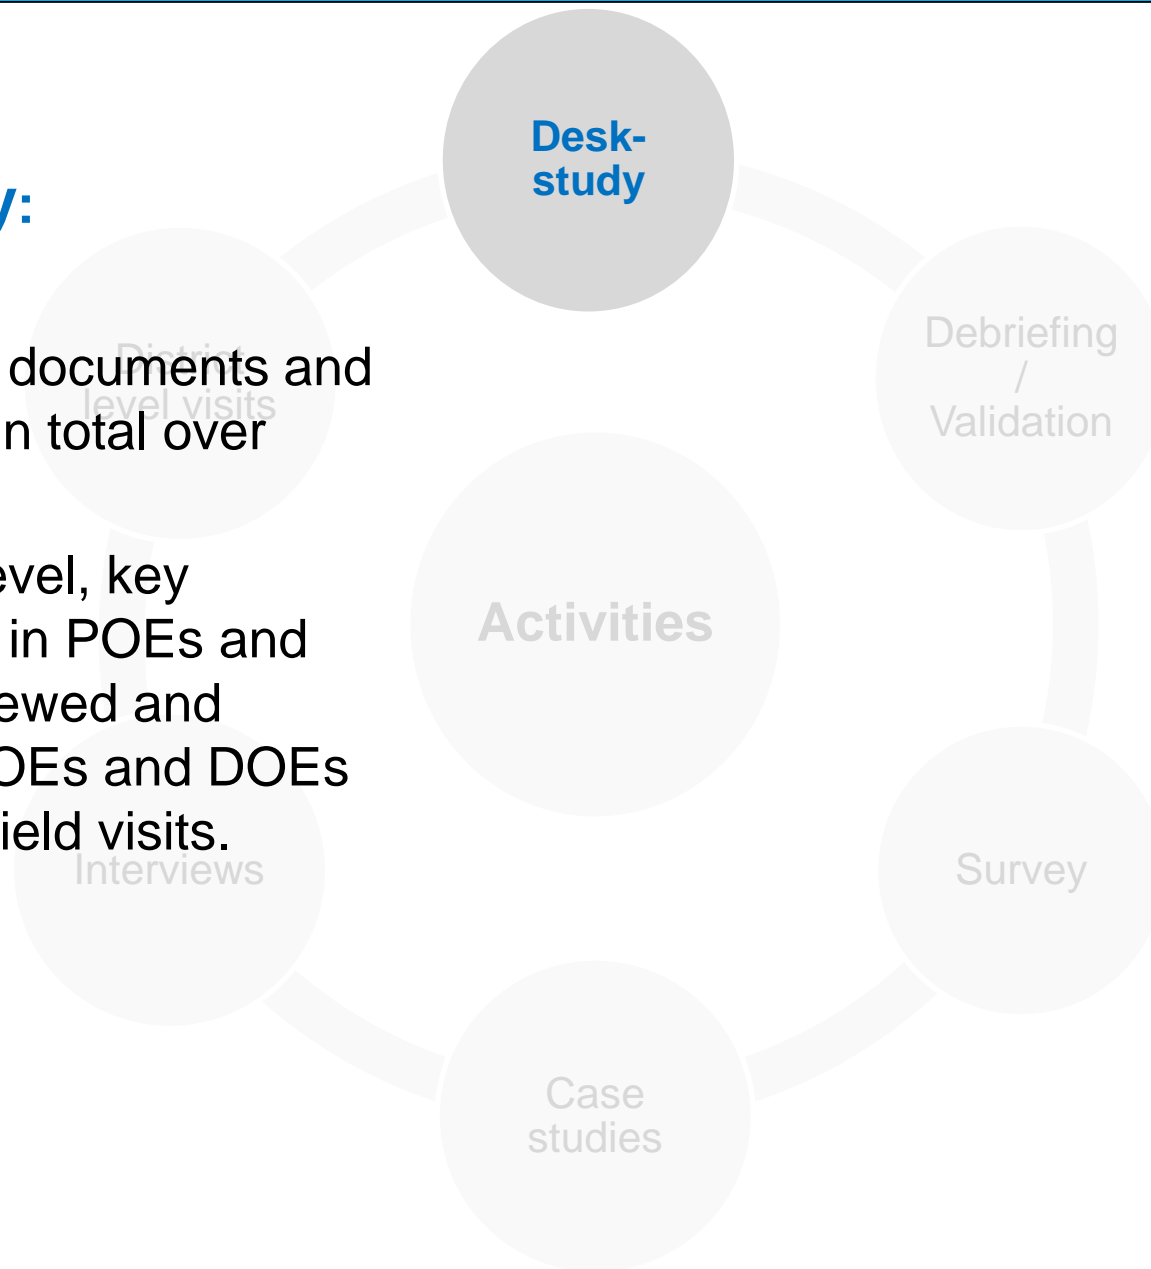 Desk-
study
y:
documents and
n total over
evel, key
in POEs and
ewed and
OEs and DOEs
ield visits.
District
level visits
Debriefing
/
Validation
Activities
Interviews
Survey
Case
studies